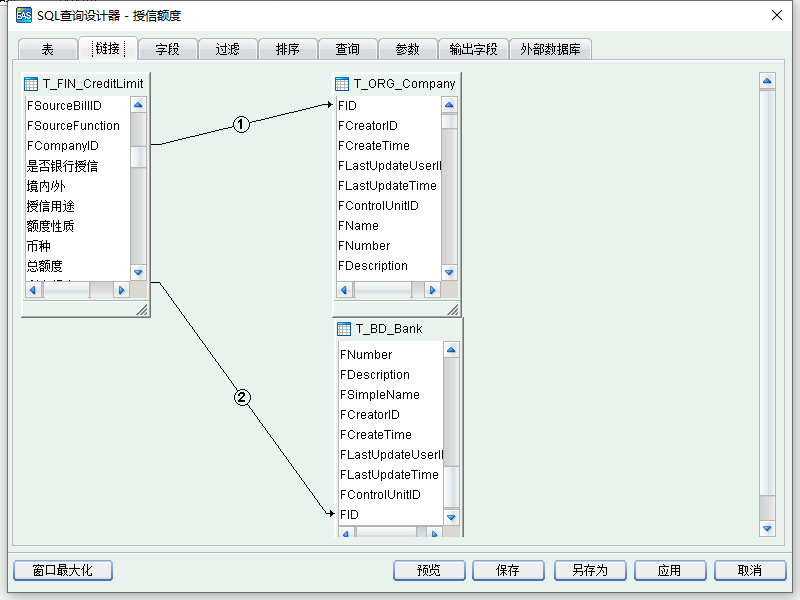 SQL查询设计器 - 授信额度
表 链接 字段 过滤 排序 查询 参数 输出字段 外部数据库
T_FIN_CreditLimit
FSourceBillID
FSourceFunction
FCompanyID
是否银行授信
境内/外
授信用途
额度性质
币种
总额度
1
T_ORG_Company
FID
FCreatorID
FCreateTime
FLastUpdateUserI
FLastUpdateTime
FControlUnitID
FName
FNumber
FDescription
2
T_BD_Bank
FNumber
FDescription
FSimpleName
FCreatorID
FCreateTime
FLastUpdateUserI
FLastUpdateTime
FControlUnitID
FID
窗口最大化 预览 保存 另存为 应用 取消